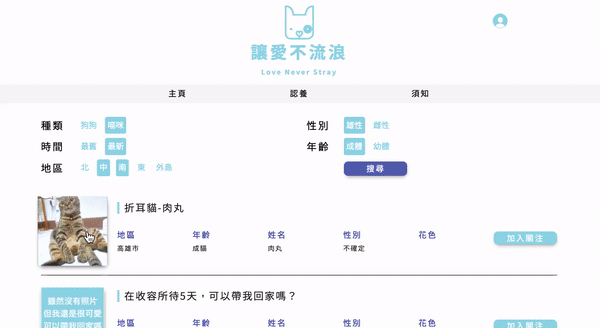 讓愛不流浪
Love Never Stray
主頁 認養 須知
種類 狗狗 喵咪 性別 雄性 雌性
時間 最舊 最新 年齡 成體 幼體
地區 北 中 南 東 外島 搜尋
折耳貓-肉丸
地區 年齡 姓名 性別 花色
高雄市 成貓 肉丸 不確定
加入關注
在收容所待5天，可以帶我回家嗎？
雖然沒有照片
但我還是很可愛
可以帶我回家嗎
地區 年齡 姓名 性別 花色
加入關注